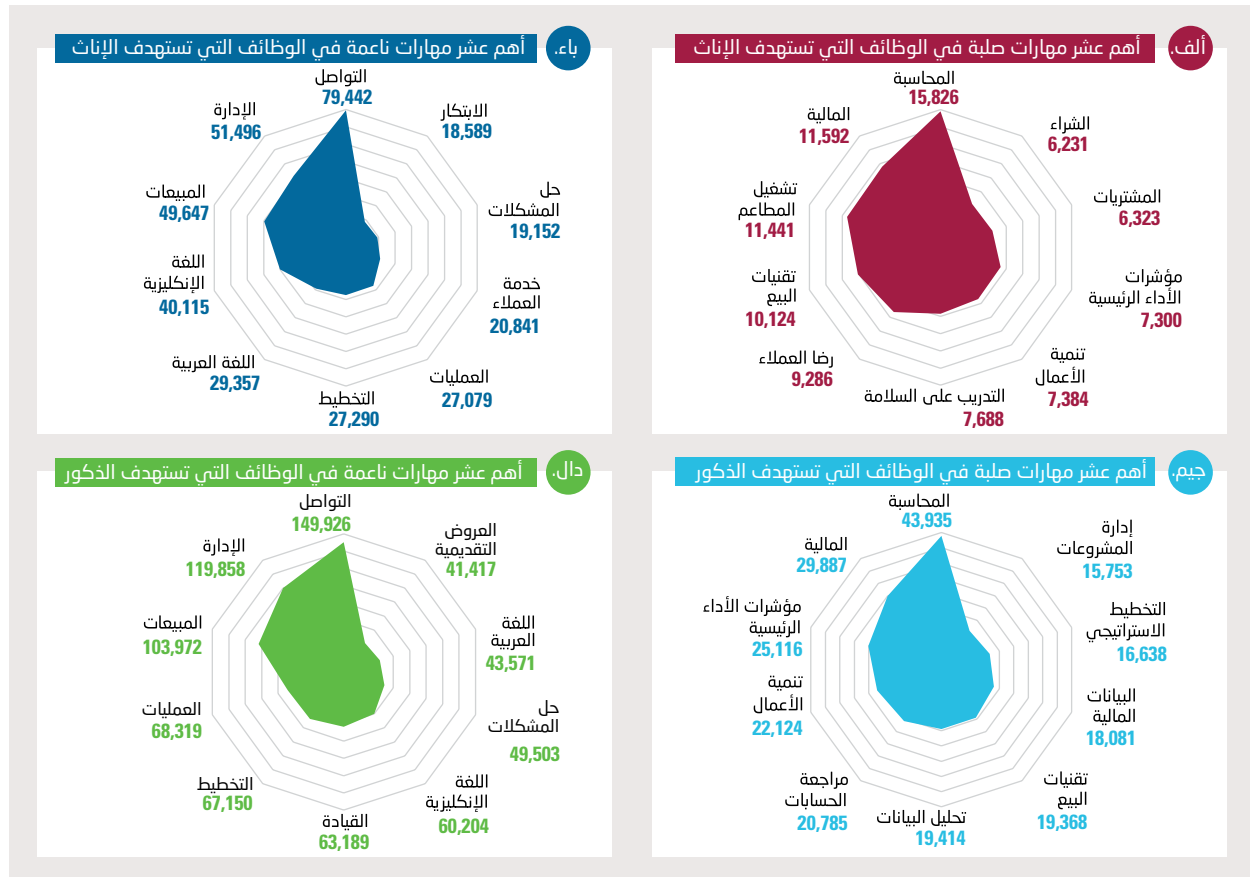 ألف.
أهم عشر مهارات صلبة في الوظائف التي تستهدف الإناث
المحاسبة
15,826
الشراء
6,231
المشتريات
6,323
مؤشرات
الأداء الرئيسية
7,300
تنمية
الأعمال
7,384
التدريب على السلامة
7,688
رضا العملاء
9,286
تقنيات
البيع
10,124
تشغيل
المطاعم
11,441
المالية
11,592
باء.
أهم عشر مهارات ناعمة في الوظائف التي تستهدف الإناث
التواصل
79,442
الابتكار
18,589
حل
المشكلات
19,152
خدمة
العملاء
20,841
العمليات
27,079
التخطيط
27,290
اللغة العربية
29,357
اللغة
الإنكليزية
40,115
المبيعات
49,647
الإدارة
51,496
جيم.
أهم عشر مهارات صلبة في الوظائف التي تستهدف الذكور
المحاسبة
43,935
إدارة
المشروعات
15,753
التخطيط
الاستراتيجي
16,638
البيانات
المالية
18,081
تقنيات
البيع
19,368
تحليل البيانات
19,414
مراجعة
الحسابات
20,785
تنمية
الأعمال
22,124
مؤشرات الأداء
الرئيسية
25,116
المالية
29,887
دال.
أهم عشر مهارات ناعمة في الوظائف التي تستهدف الذكور
التواصل
149,926
العروض
التقديمية
41,417
اللغة
العربية
43,571
حل
المشكلات
49,503
اللغة
الإنكليزية
60,204
القيادة
63,189
التخطيط
67,150
العمليات
68,319
المبيعات
103,972
الإدارة
119,858